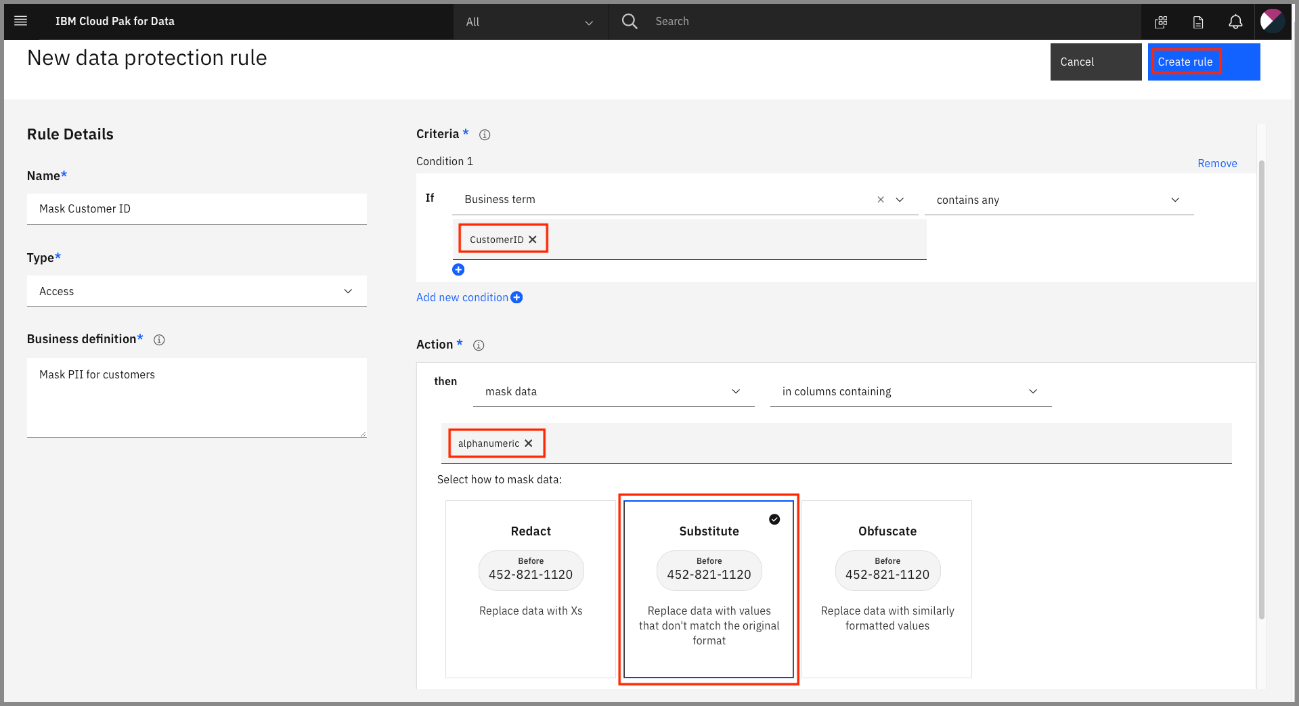 IBM Cloud Pak for Data
All
Search
New data protection rule
Cancel
Create rule
Rule Details
Name*
Mask Customer ID
Type*
Access
Business definition*
Mask PII for customers
Criteria *
Condition 1
Remove
If
Business term
contains any
CustomerID
Add new condition
Action *
then
mask data
in columns containing
alphanumeric
Select how to mask data:
Redact
Before
452-821-1120
Replace data with Xs
Substitute
Before
452-821-1120
Replace data with values
that don't match the original
format
Obfuscate
Before
452-821-1120
Replace data with similarly
formatted values